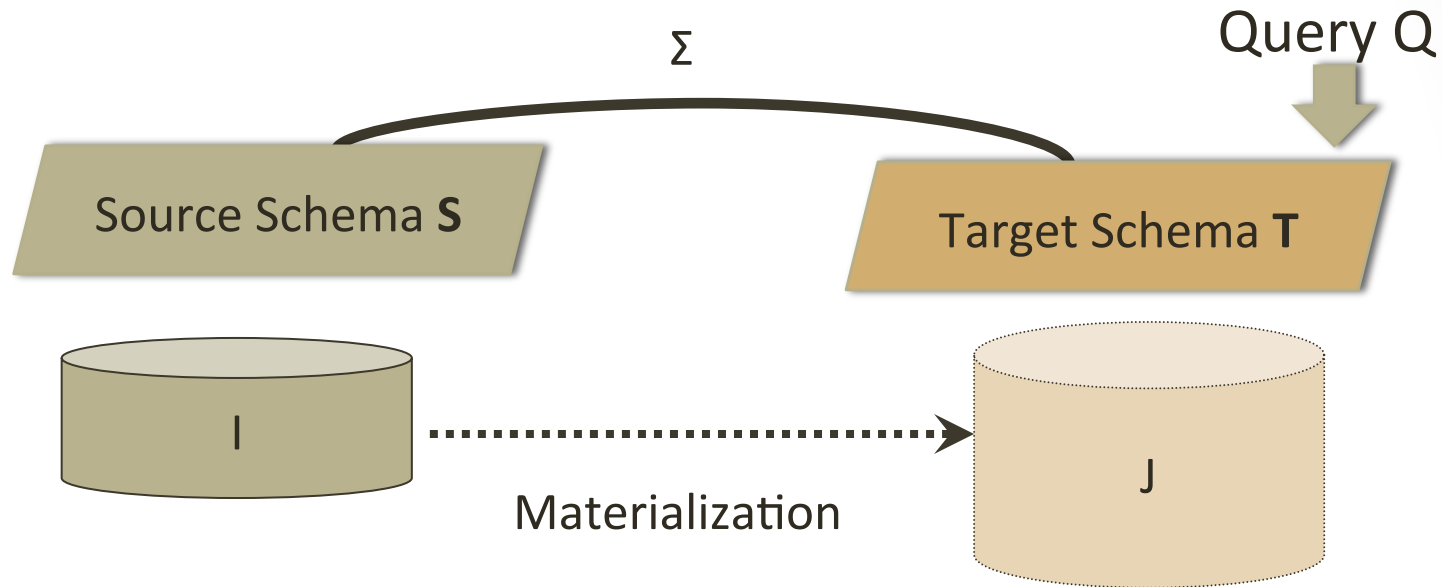 Query Q
Σ
Source Schema S
Target Schema T
I
J
Materialization